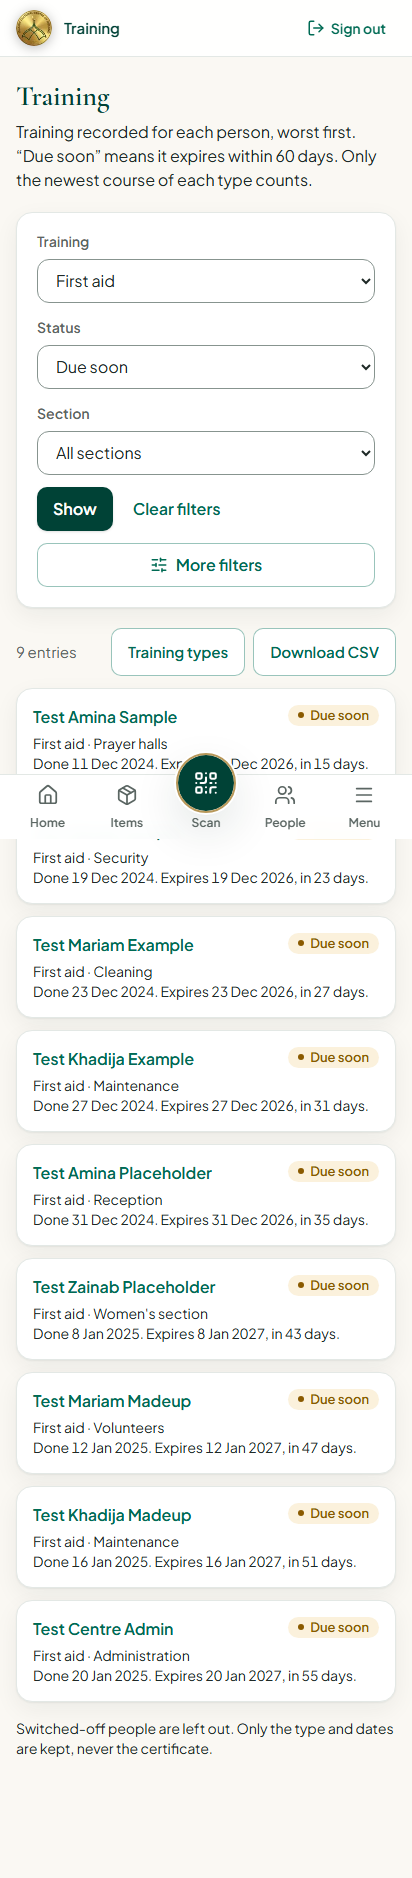 Training
Sign out
Training
Training recorded for each person, worst first.
“Due soon” means it expires within 60 days. Only
the newest course of each type counts.
Training
First aid
Status
Due soon
Section
All sections
Show
Clear filters
More filters
9 entries
Training types
Download CSV
Test Amina Sample
Due soon
First aid · Prayer halls
Done 11 Dec 2024. Dec 2026, in 15 days.
Home
Items
Scan
People
Menu
First aid · Security
Done 19 Dec 2024. Expires 19 Dec 2026, in 23 days.
Test Mariam Example
Due soon
First aid · Cleaning
Done 23 Dec 2024. Expires 23 Dec 2026, in 27 days.
Test Khadija Example
Due soon
First aid · Maintenance
Done 27 Dec 2024. Expires 27 Dec 2026, in 31 days.
Test Amina Placeholder
Due soon
First aid · Reception
Done 31 Dec 2024. Expires 31 Dec 2026, in 35 days.
Test Zainab Placeholder
Due soon
First aid · Women's section
Done 8 Jan 2025. Expires 8 Jan 2027, in 43 days.
Test Mariam Madeup
Due soon
First aid · Volunteers
Done 12 Jan 2025. Expires 12 Jan 2027, in 47 days.
Test Khadija Madeup
Due soon
First aid · Maintenance
Done 16 Jan 2025. Expires 16 Jan 2027, in 51 days.
Test Centre Admin
Due soon
First aid · Administration
Done 20 Jan 2025. Expires 20 Jan 2027, in 55 days.
Switched-off people are left out. Only the type and dates
are kept, never the certificate.